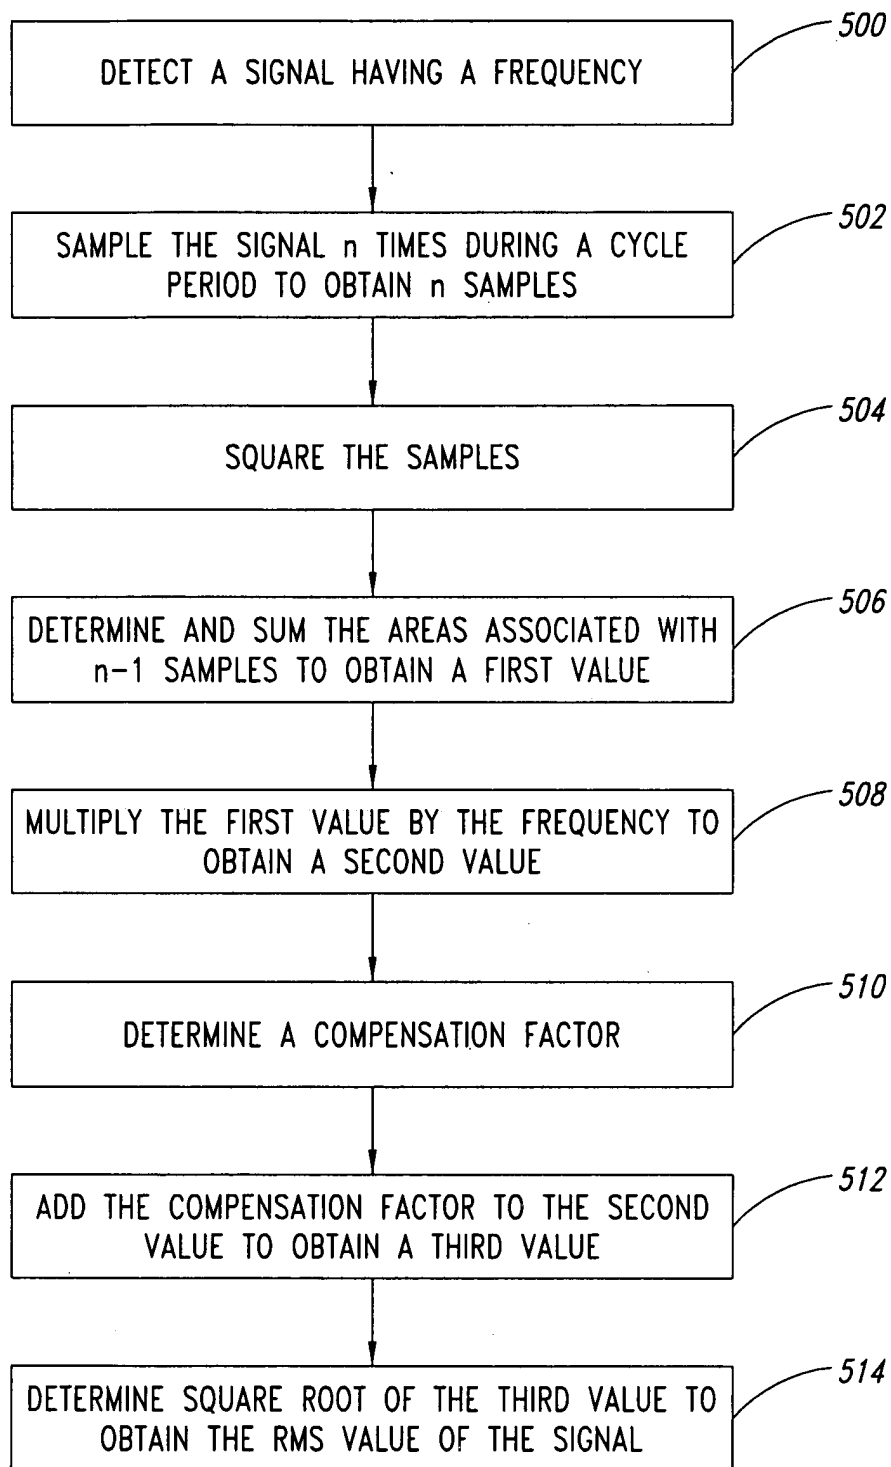 500
DETECT A SIGNAL HAVING A FREQUENCY
502
SAMPLE THE SIGNAL n TIMES DURING A CYCLE
PERIOD TO OBTAIN n SAMPLES
504
SQUARE THE SAMPLES
506
DETERMINE AND SUM THE AREAS ASSOCIATED WITH
n-1 SAMPLES TO OBTAIN A FIRST VALUE
508
MULTIPLY THE FIRST VALUE BY THE FREQUENCY TO
OBTAIN A SECOND VALUE
510
DETERMINE A COMPENSATION FACTOR
512
ADD THE COMPENSATION FACTOR TO THE SECOND
VALUE TO OBTAIN A THIRD VALUE
514
DETERMINE SQUARE ROOT OF THE THIRD VALUE TO
OBTAIN THE RMS VALUE OF THE SIGNAL